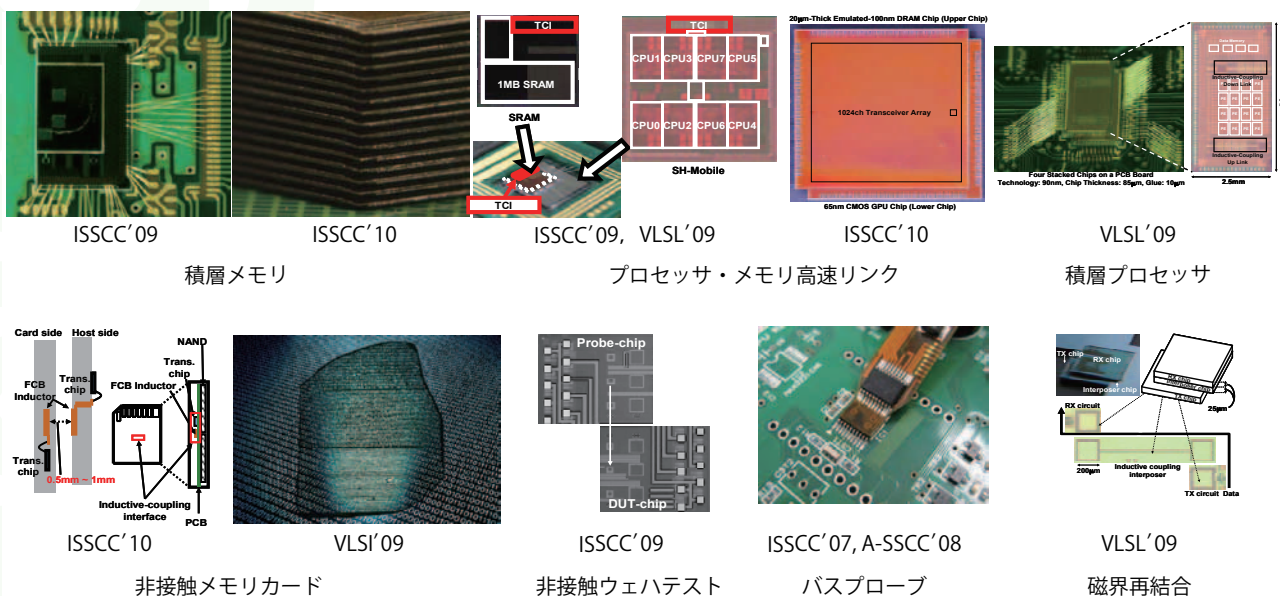 TCI
1MB SRAM
SRAM
TCI
TCI
CPU1 CPU3 CPU7 CPU5
CPU0 CPU2 CPU6 CPU4
SH-Mobile
20μm-Thick Emulated-100nm DRAM Chip (Upper Chip)
1024ch Transceiver Array
65nm CMOS GPU Chip (Lower Chip)
Data Memory
Inductive-Coupling
Down Link
Inductive-Coupling
Up Link
2.5mm
Four Stacked Chips on a PC Board
Technology: 90nm, Chip Thickness: 85μm, Glue: 10μm
ISSCC'09
ISSCC'10
ISSCC'09, VLSL'09
ISSCC'10
VLSL'09
積層メモリ
プロセッサ・メモリ高速リンク
積層プロセッサ
Card side Host side
FCB
Inductor
Trans.
chip
Trans.
chip
0.5mm ~ 1mm
NAND
Trans.
chip
FCB Inductor
Inductive-coupling
interface
PCB
Probe-chip
DUT-chip
TX chip
RX chip
Interposer chip
RX chip
Interposer chip
TX chip
25μm
RX circuit
200μm
Inductive coupling
interposer
TX circuit Data
ISSCC'10
VLSI'09
ISSCC'09
ISSCC'07, A-SSCC'08
VLSL'09
非接触メモリカード
非接触ウェハテスト
バスプローブ
磁界再結合